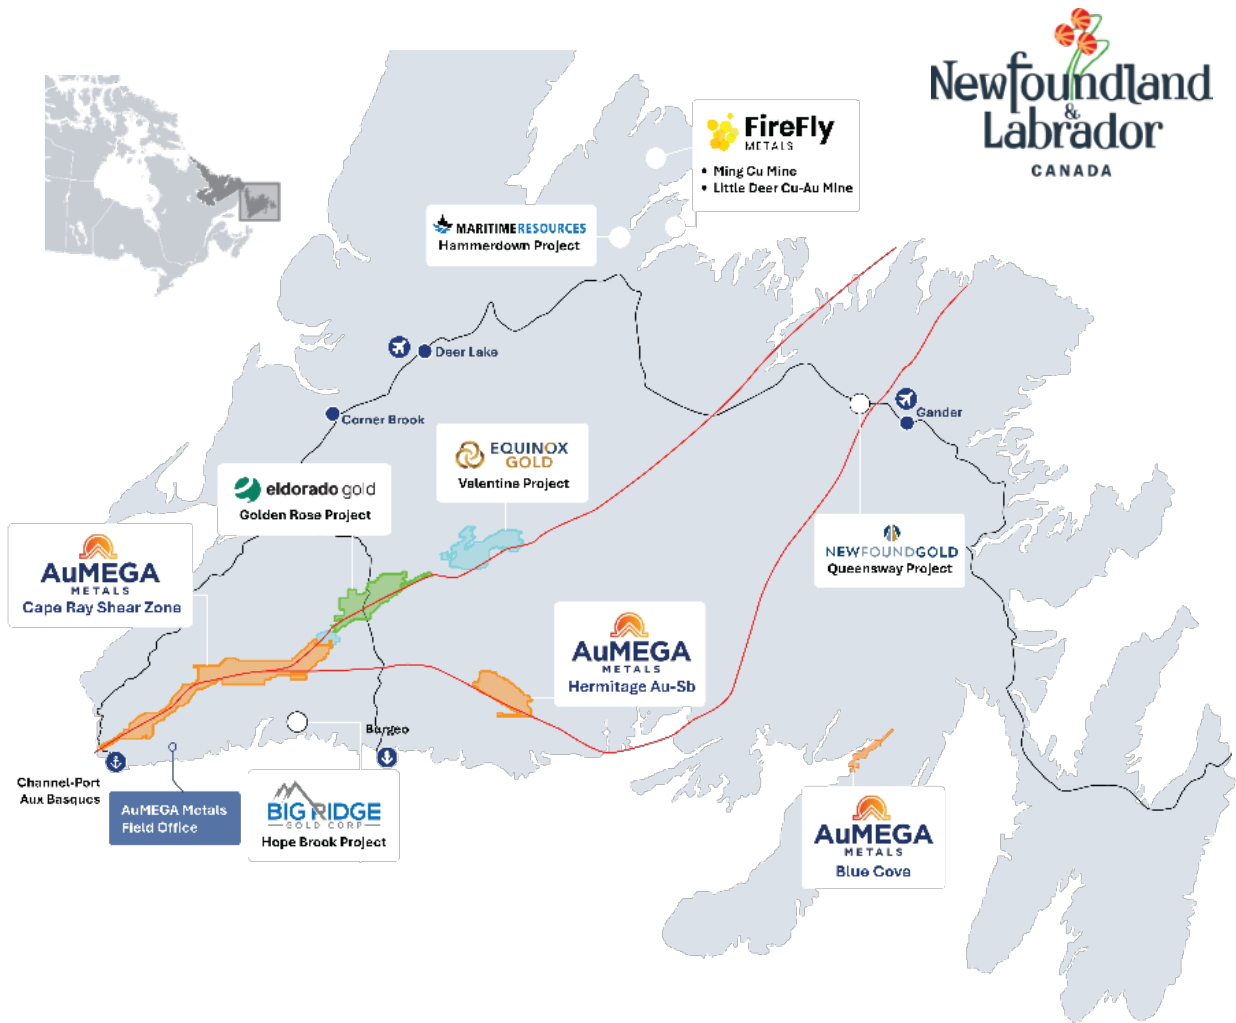 Newfoundland
&
Labrador
CANADA
FireFly
METALS
• Ming Cu Mine
• Little Deer Cu-Au Mine
MARITIME RESOURCES
Hammerdown Project
Deer Lake
Corner Brook
Gander
EQUINOX
GOLD
Valentine Project
eldorado gold
Golden Rose Project
NEWFOUNDGOLD
Queensway Project
AuMEGA
METALS
Cape Ray Shear Zone
AuMEGA
METALS
Hermitage Au-Sb
Burgeo
Channel-Port
Aux Basques
AuMEGA Metals
Field Office
BIG RIDGE
GOLD CORP
Hope Brook Project
AuMEGA
METALS
Blue Cove